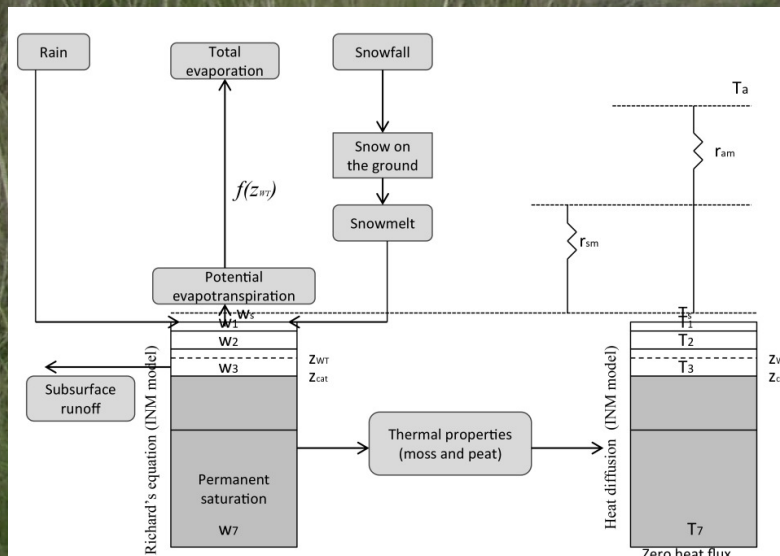 Rain
Total
evaporation
Snowfall
Snow on
the ground
Snowmelt
f(zWT)
Potential
evapotranspiration
Ta
ram
rsm
ws
w1
w2
w3
zWT
zcat
Subsurface
runoff
Richard's equation (INM model)
Permanent
saturation
w7
Thermal properties
(moss and peat)
Heat diffusion (INM model)
Ts
T1
T2
T3
T7
Zero heat flux